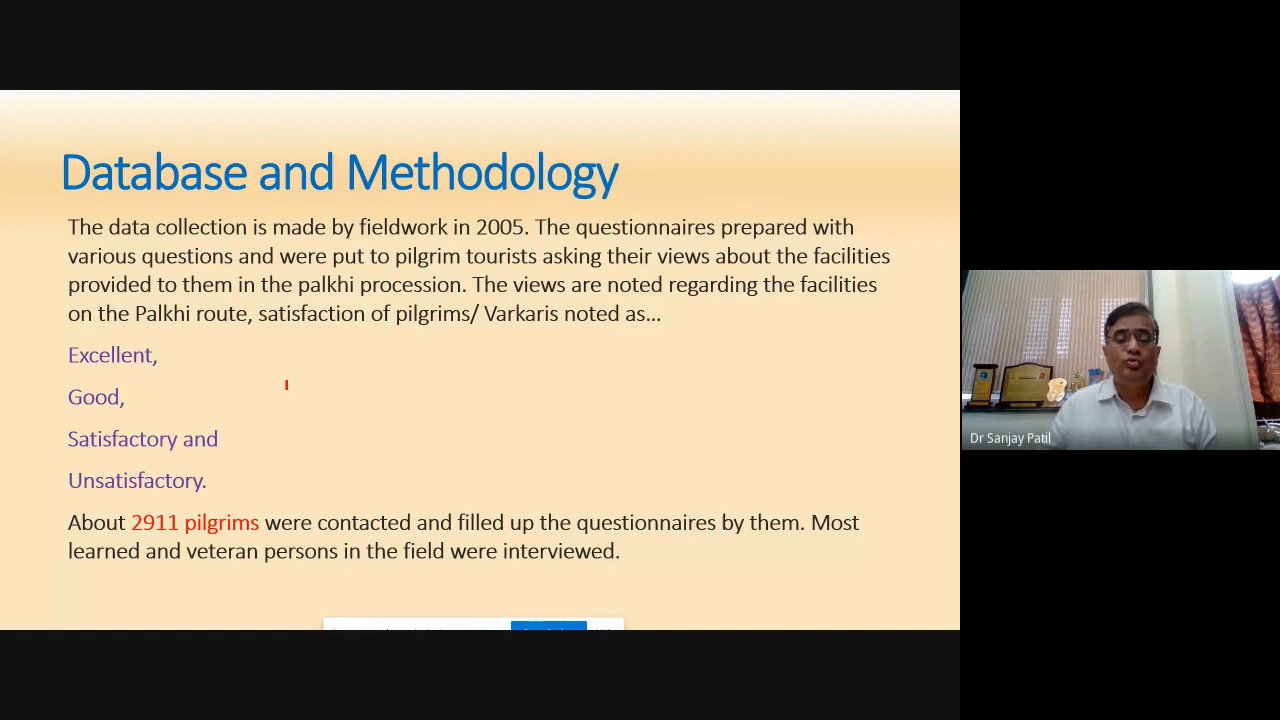 Database and Methodology
The data collection is made by fieldwork in 2005. The questionnaires prepared with
various questions and were put to pilgrim tourists asking their views about the facilities
provided to them in the palkhi procession. The views are noted regarding the facilities
on the Palkhi route, satisfaction of pilgrims/ Varkaris noted as...
Excellent,
Good,
Satisfactory and
Unsatisfactory.
About 2911 pilgrims were contacted and filled up the questionnaires by them. Most
learned and veteran persons in the field were interviewed.
Dr Sanjay Patil